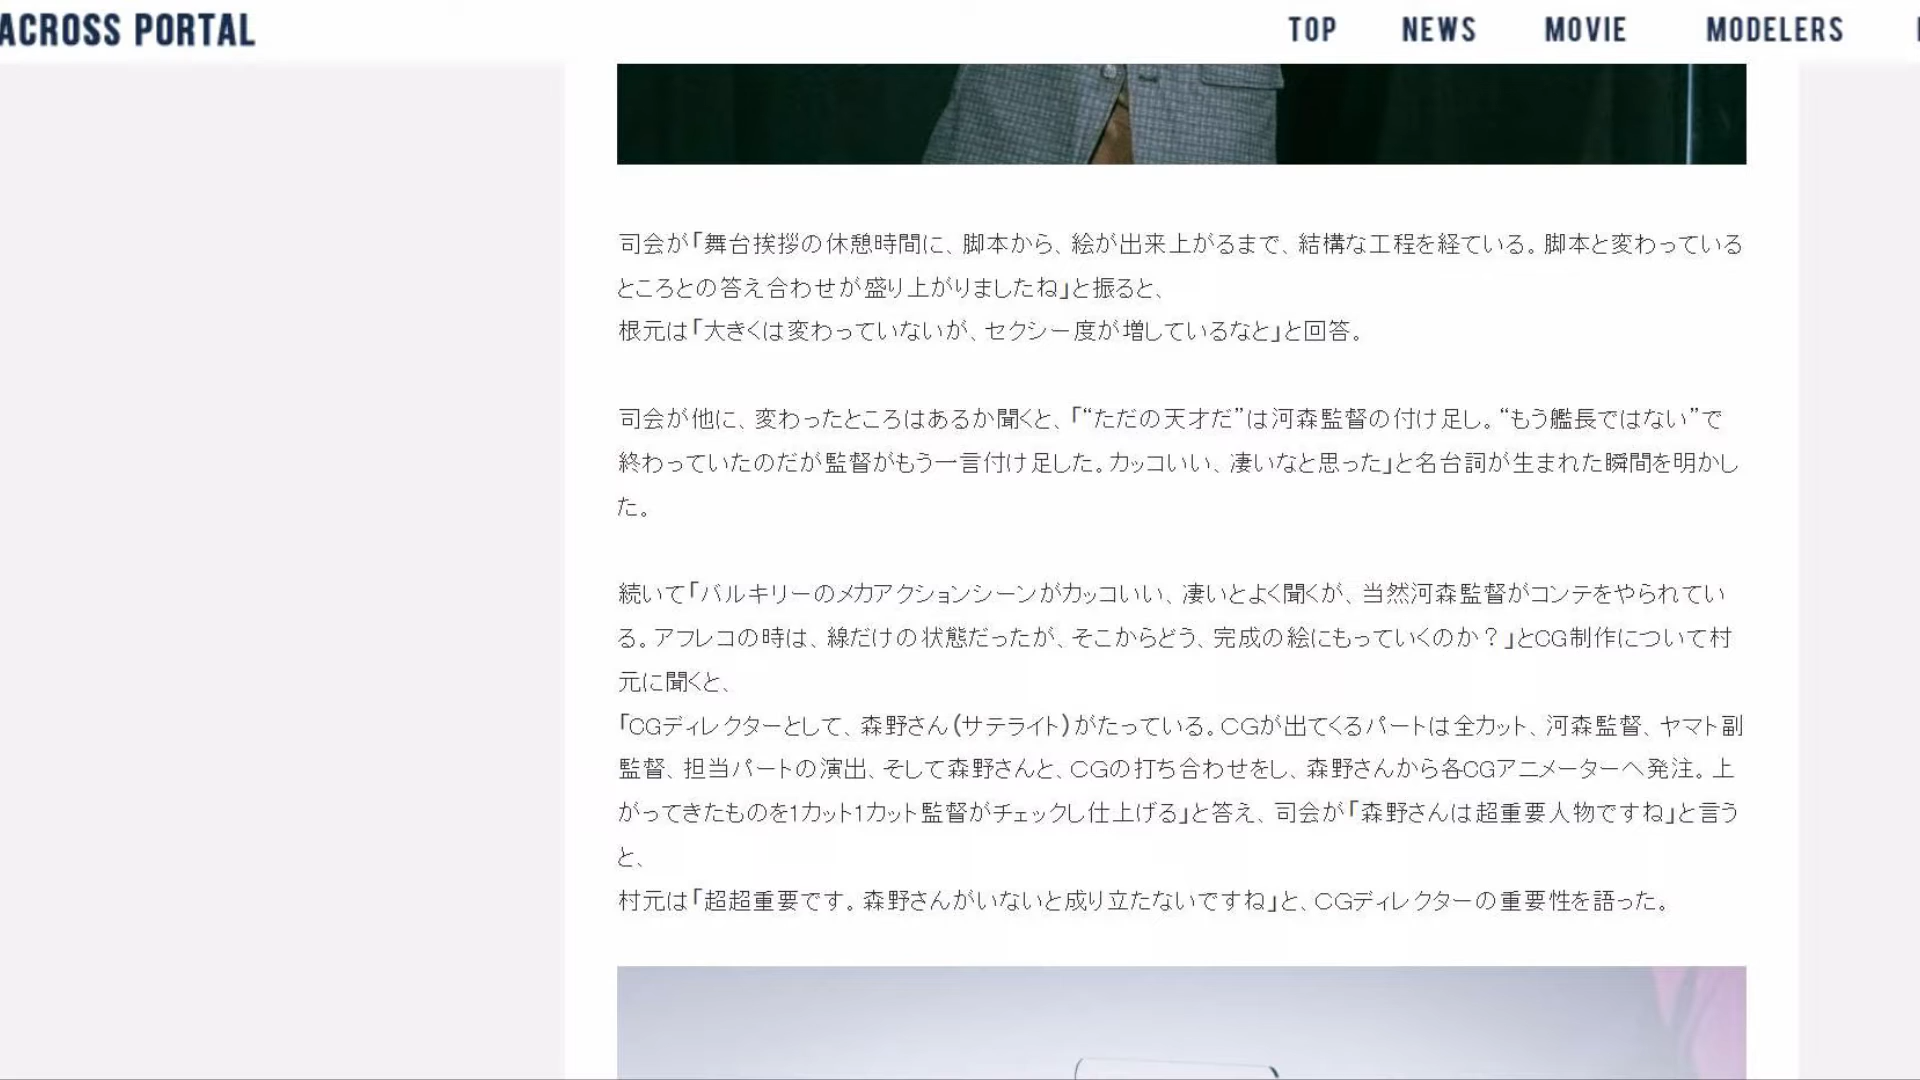 ACROSS PORTAL
TOP NEWS MOVIE MODELERS
司会が「舞台挨拶の休憩時間に、脚本から、絵が出来上がるまで、結構な工程を経ている。脚本と変わっている
ところとの答え合わせが盛り上がりましたね」と振ると、
根元は「大きくは変わっていないが、セクシー度が増しているなと」と回答。
司会が他に、変わったところはあるか聞くと、「“ただの天才だ”は河森監督の付け足し。“もう艦長ではない”で
終わっていたのだが監督がもう一言付け足した。カッコいい、凄いなと思った」と名台詞が生まれた瞬間を明かし
た。
続いて「バルキリーのメカアクションシーンがカッコいい、凄いとよく聞くが、当然河森監督がコンテをやられてい
る。アフレコの時は、線だけの状態だったが、そこからどう、完成の絵にもっていくのか？」とCG制作について村
元に聞くと、
「CGディレクターとして、森野さん（サテライト）がたっている。CGが出てくるパートは全カット、河森監督、ヤマト副
監督、担当パートの演出、そして森野さんと、CGの打ち合わせをし、森野さんから各CGアニメーターへ発注。上
がってきたものを1カット1カット監督がチェックし仕上げる」と答え、司会が「森野さんは超重要人物ですね」と言う
と、
村元は「超超重要です。森野さんがいないと成り立たないですね」と、CGディレクターの重要性を語った。